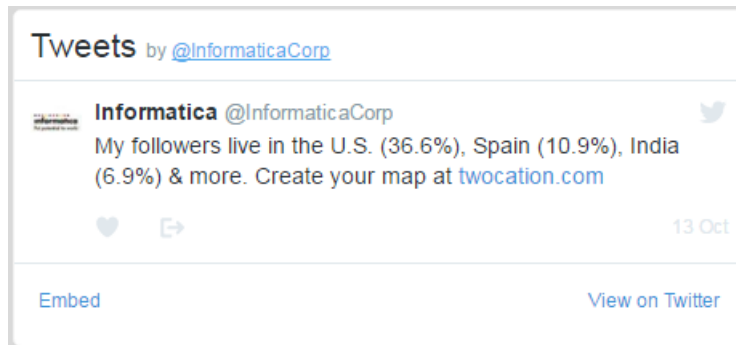 Tweets by @InformaticaCorp
Informatica @InformaticaCorp
My followers live in the U.S. (36.6%), Spain (10.9%), India
(6.9%) & more. Create your map at twocation.com
13 Oct
Embed
View on Twitter